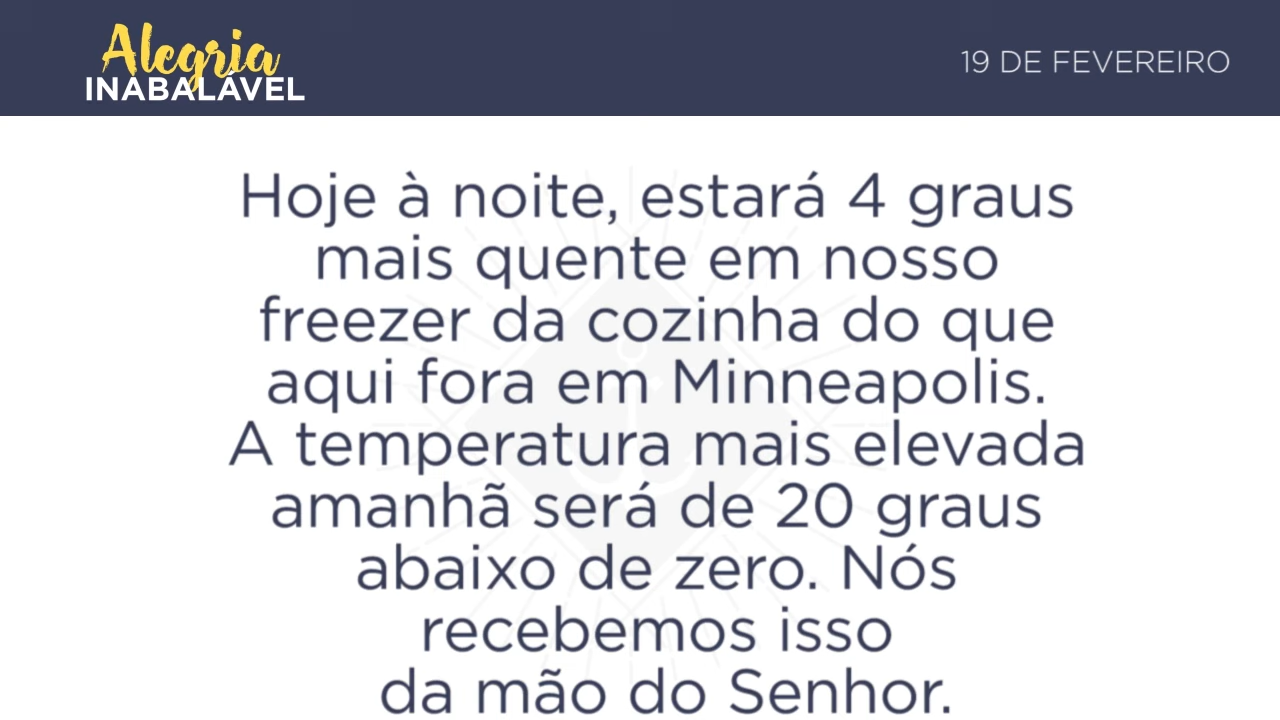 Alegria
INABALÁVEL
19 DE FEVEREIRO
Hoje à noite, estará 4 graus
mais quente em nosso
freezer da cozinha do que
aqui fora em Minneapolis.
A temperatura mais elevada
amanhã será de 20 graus
abaixo de zero. Nós
recebemos isso
da mão do Senhor.